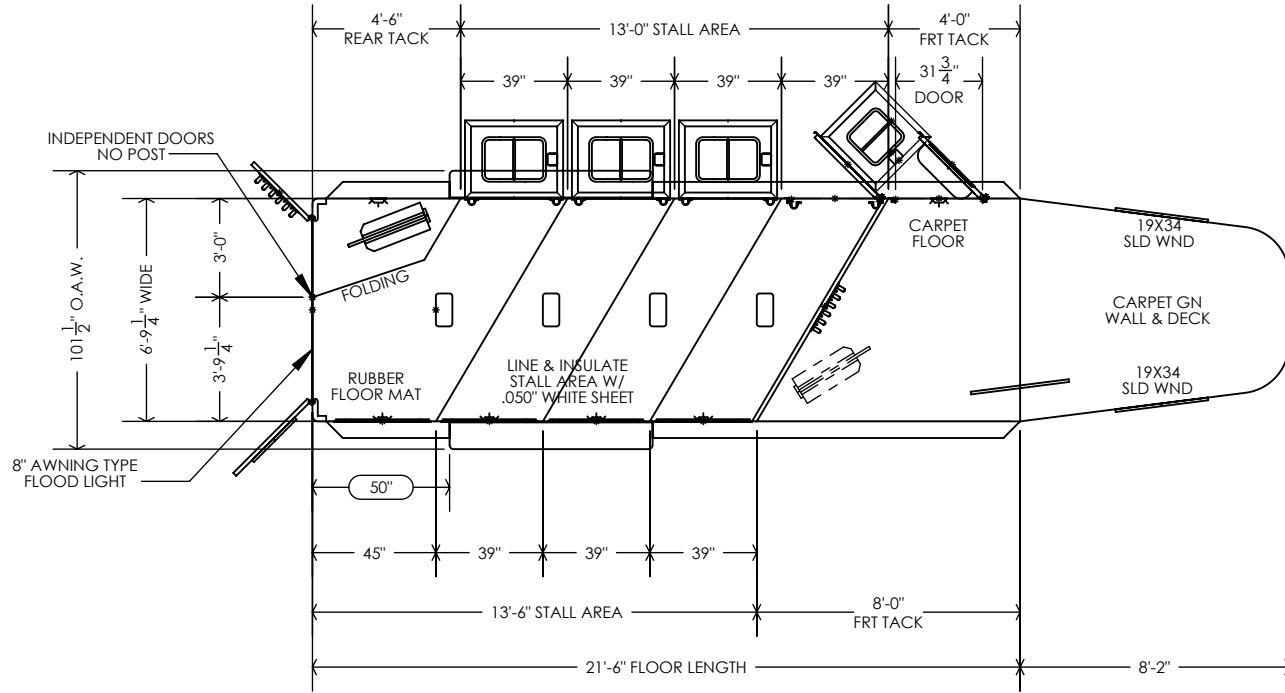 4'-6"
REAR TACK
13'-0" STALL AREA
4'-0"
FRT TACK
39"
39"
39"
39"
31 3/4"
DOOR
INDEPENDENT DOORS
NO POST
101 1/2" O.A.W.
6'-9 1/4" WIDE
3'-0"
3'-9 1/4"
FOLDING
CARPET
FLOOR
19X34
SLD WND
CARPET GN
WALL & DECK
19X34
SLD WND
RUBBER
FLOOR MAT
LINE & INSULATE
STALL AREA W/
.050" WHITE SHEET
8" AWNING TYPE
FLOOD LIGHT
50"
45"
39"
39"
39"
13'-6" STALL AREA
8'-0"
FRT TACK
21'-6" FLOOR LENGTH
8'-2"